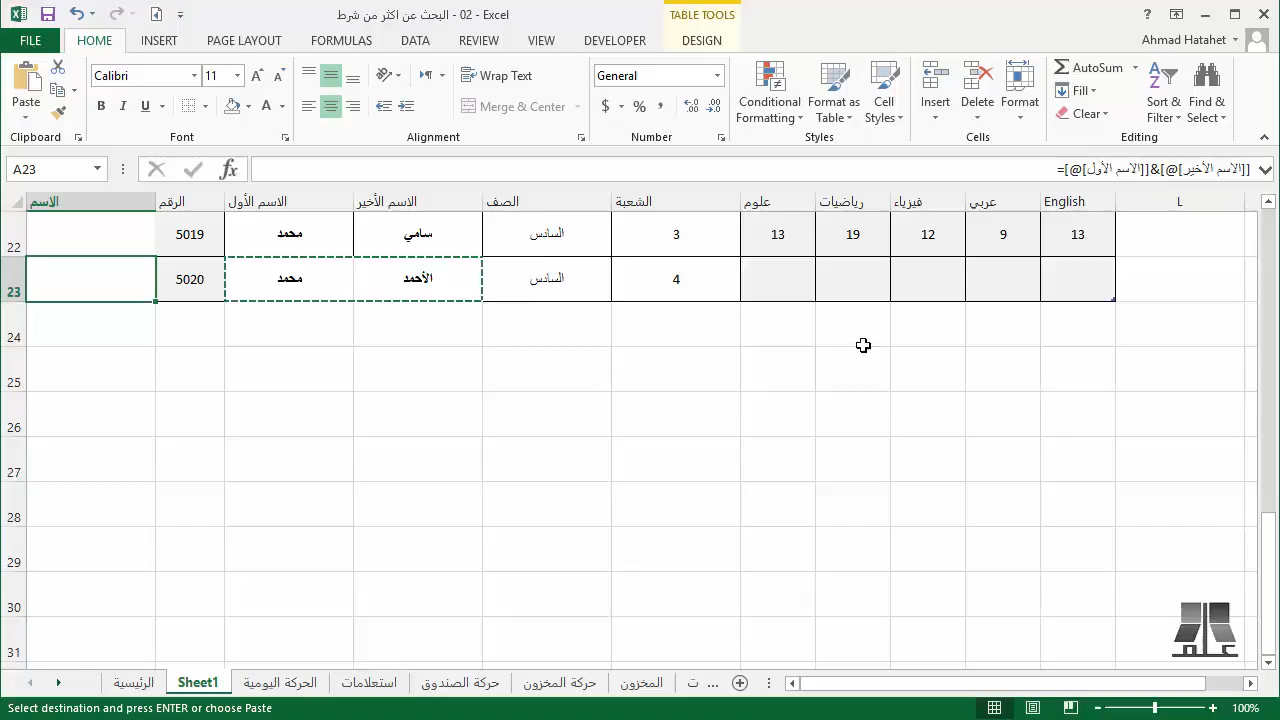 02 - البحث عن اكثر من شرط - Excel
TABLE TOOLS
?
FILE
HOME
INSERT
PAGE LAYOUT
FORMULAS
DATA
REVIEW
VIEW
DEVELOPER
DESIGN
Ahmad Hatahet
Paste
Calibri
11
B I U
Wrap Text
Merge & Center
General
$ % ,
Conditional Formatting
Format as Table
Cell Styles
Insert
Delete
Format
AutoSum
Fill
Clear
Sort & Filter
Find & Select
Clipboard
Font
Alignment
Number
Styles
Cells
Editing
A23
fx
=[@[الاسم الأول]]&[@[الاسم الأخير]]
الاسم الرقم الاسم الأول الاسم الأخير الصف الشعبة علوم رياضيات فيزياء عربي English L
22 5019 محمد سامي السادس 3 13 19 12 9 13
23 5020 محمد الأحمد السادس 4
24
25
26
27
28
29
30
31
الرئيسية
Sheet1
الحركة اليومية
استعلامات
حركة الصندوق
حركة المخزون
المخزون
ت ...
Select destination and press ENTER or choose Paste
100%